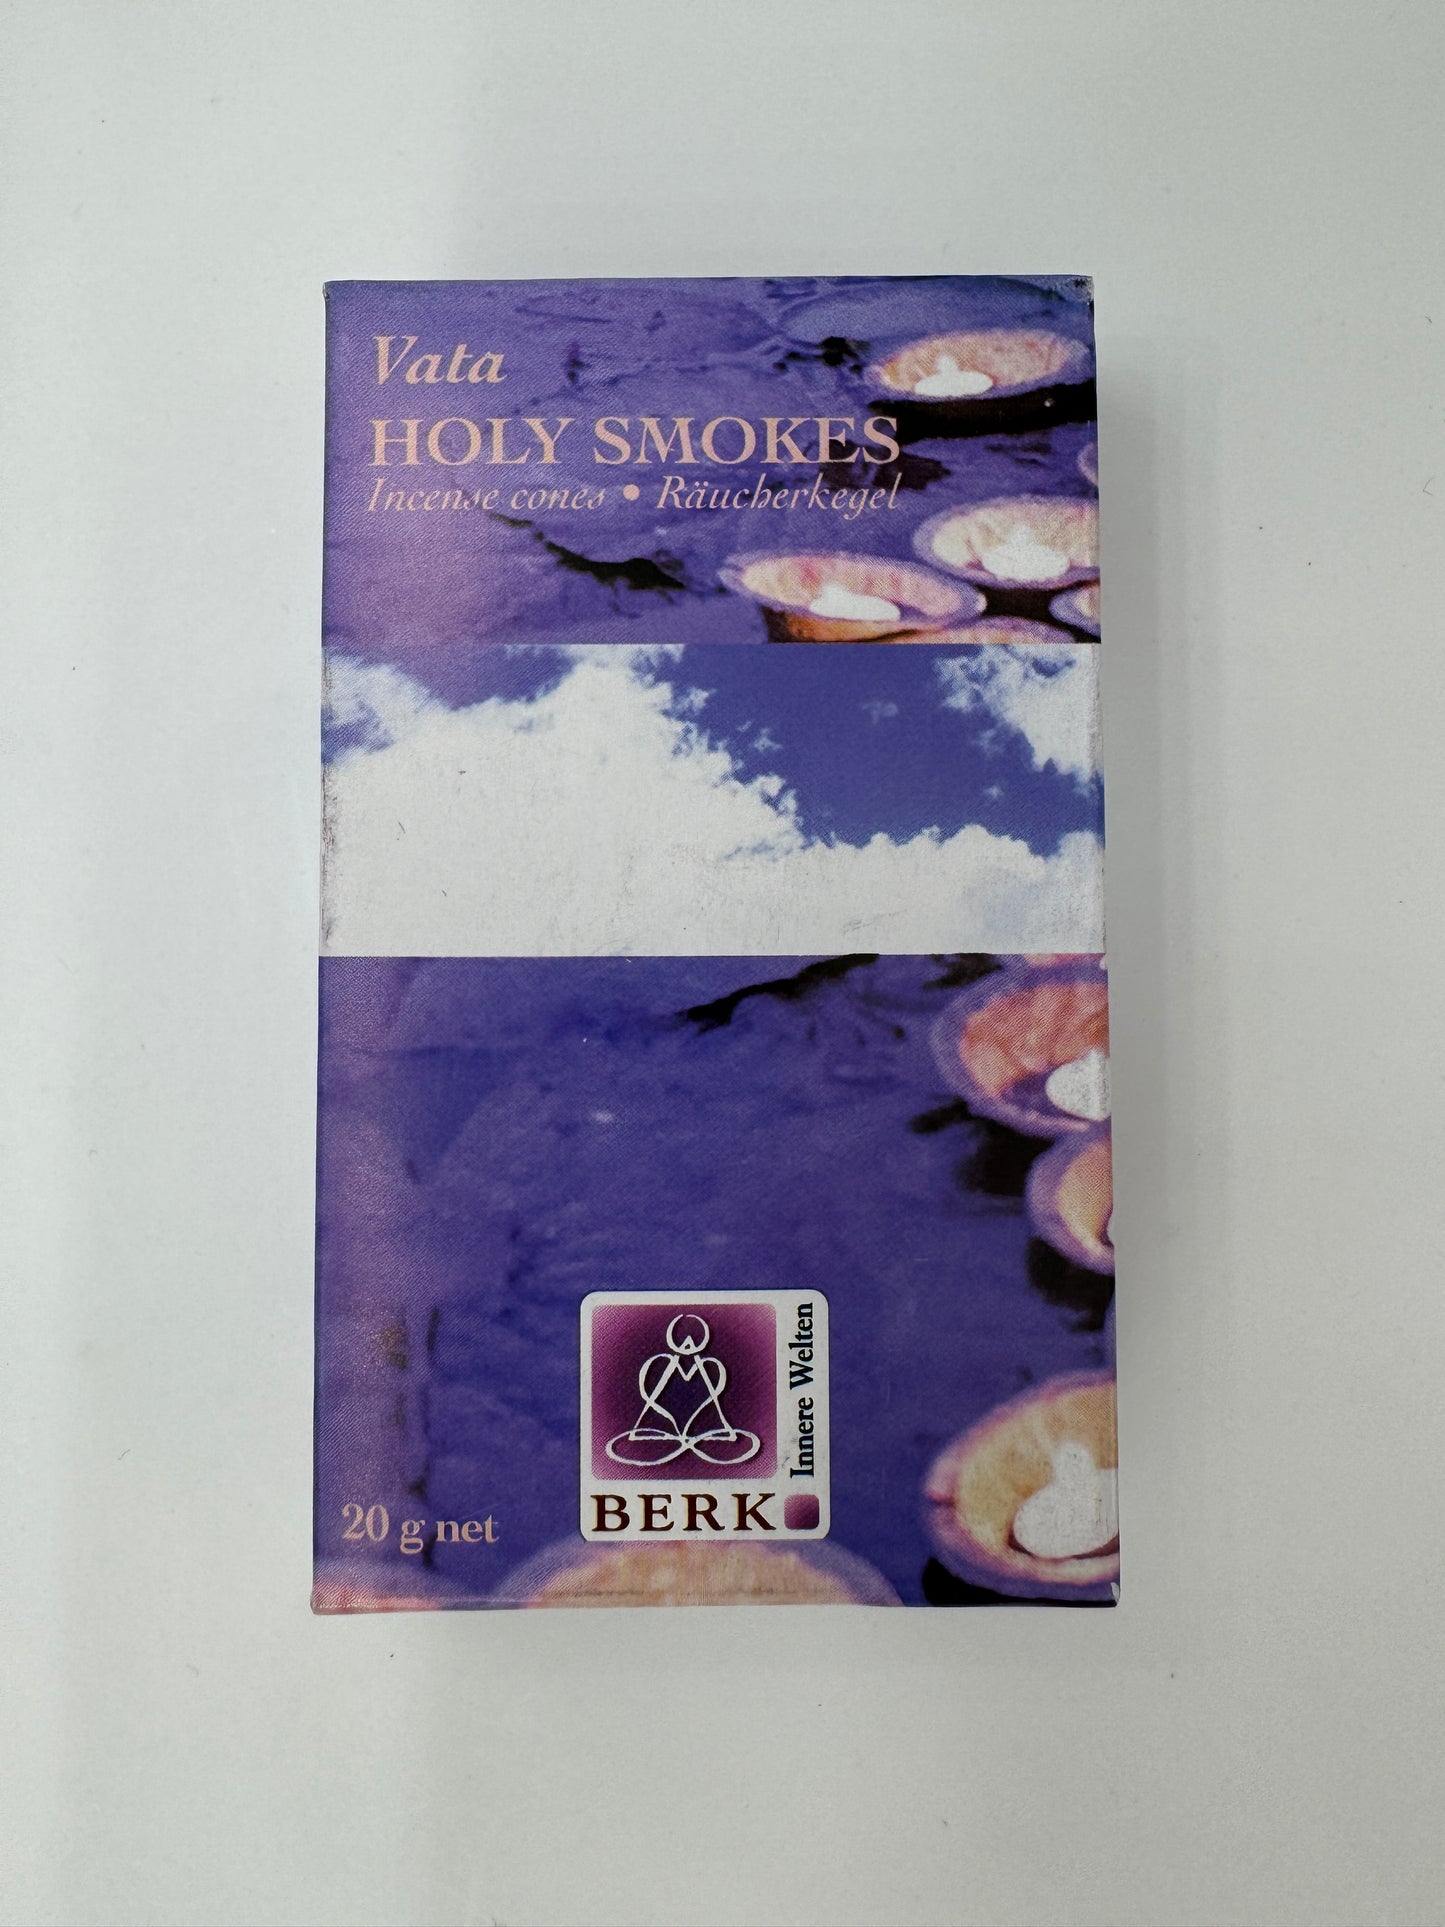 Vata
HOLY SMOKES
Incense cones • Räucherkegel
Innere Welten
BERK
20 g net